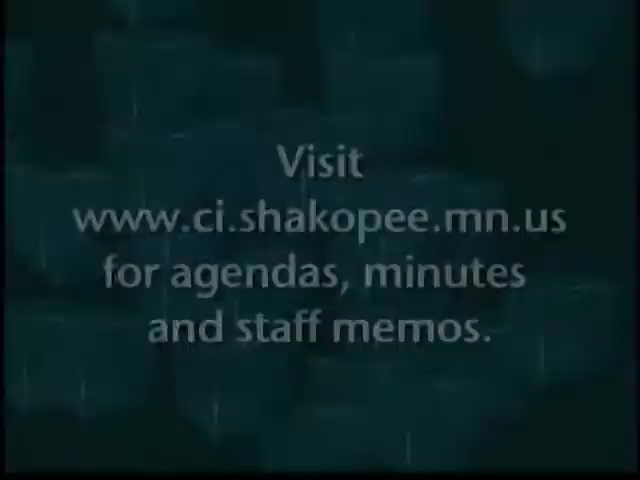 Visit
www.ci.shakopee.mn.us
for agendas, minutes
and staff memos.